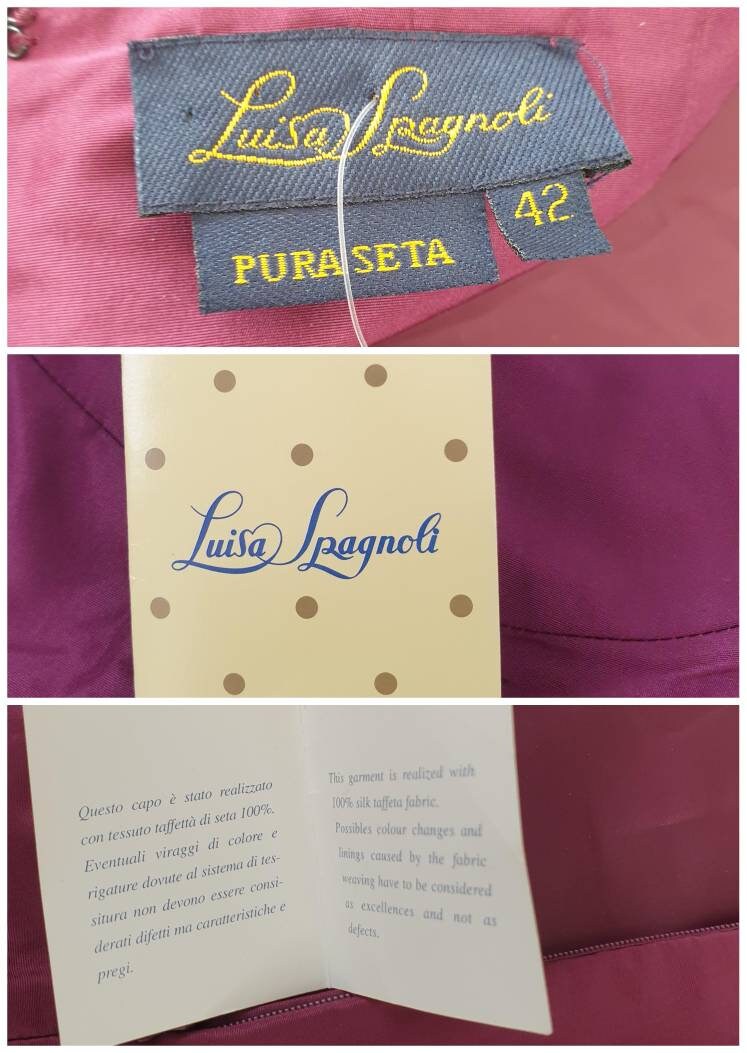 Luisa Spagnoli
PURA SETA
42
Luisa Spagnoli
Questo capo è stato realizzato
con tessuto taffettà di seta 100%.
Eventuali viraggi di colore e
rigature dovute al sistema di tes-
situra non devono essere consi-
derati difetti ma caratteristiche e
pregi.
This garment is realized with
100% silk taffeta fabric.
Possibles colour changes and
linings caused by the fabric
weaving have to be considered
as excellences and not as
defects.